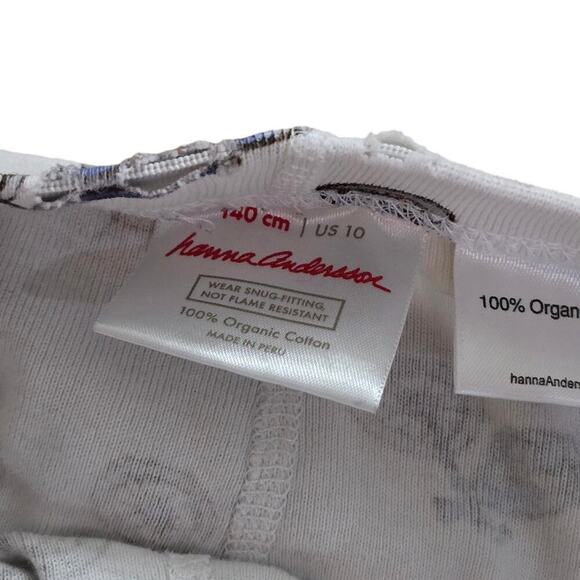 140 cm | US 10
hanna andersson
WEAR SNUG-FITTING,
NOT FLAME RESISTANT
100% Organic Cotton
MADE IN PERU
100% Organ
hannaAnders